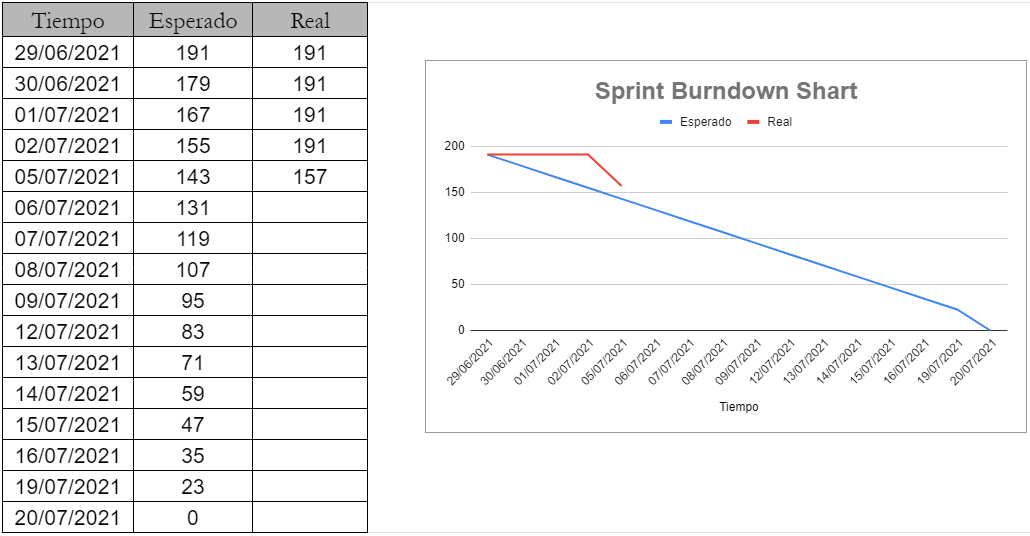 Tiempo Esperado Real
29/06/2021 191 191
30/06/2021 179 191
01/07/2021 167 191
02/07/2021 155 191
05/07/2021 143 157
06/07/2021 131
07/07/2021 119
08/07/2021 107
09/07/2021 95
12/07/2021 83
13/07/2021 71
14/07/2021 59
15/07/2021 47
16/07/2021 35
19/07/2021 23
20/07/2021 0
Sprint Burndown Shart
Esperado Real
200
150
100
50
0
29/06/2021 30/06/2021 01/07/2021 02/07/2021 05/07/2021 06/07/2021 07/07/2021 08/07/2021 09/07/2021 12/07/2021 13/07/2021 14/07/2021 15/07/2021 16/07/2021 19/07/2021 20/07/2021
Tiempo